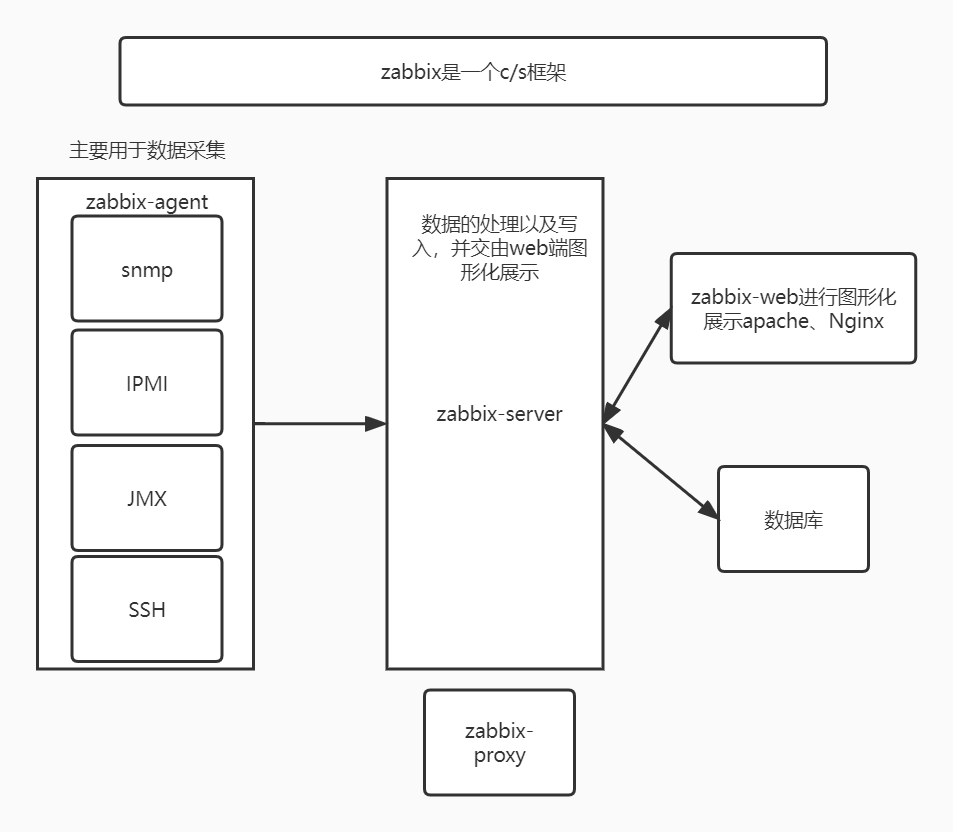 zabbix是一个c/s框架
主要用于数据采集
zabbix-agent
snmp
IPMI
JMX
SSH
数据的处理以及写
入，并交由web端图
形化展示
zabbix-server
zabbix-web进行图形化
展示apache、Nginx
数据库
zabbix-
proxy